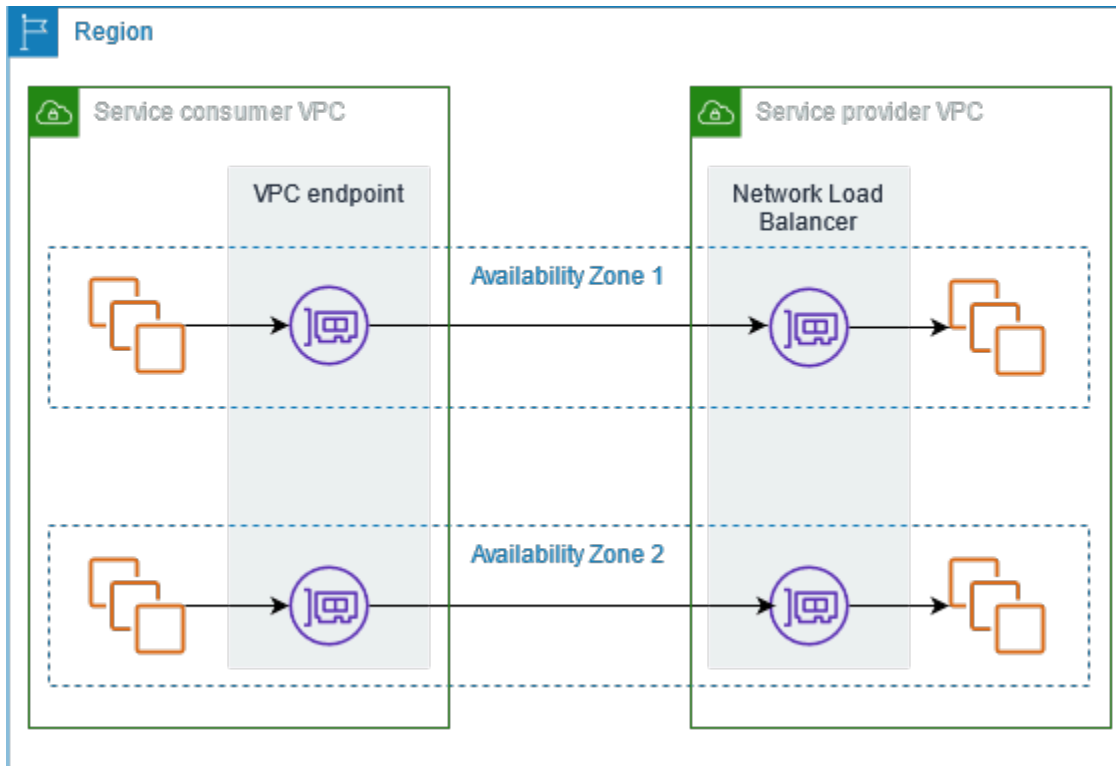 Region
Service consumer VPC
Service provider VPC
VPC endpoint
Network Load
Balancer
Availability Zone 1
Availability Zone 2